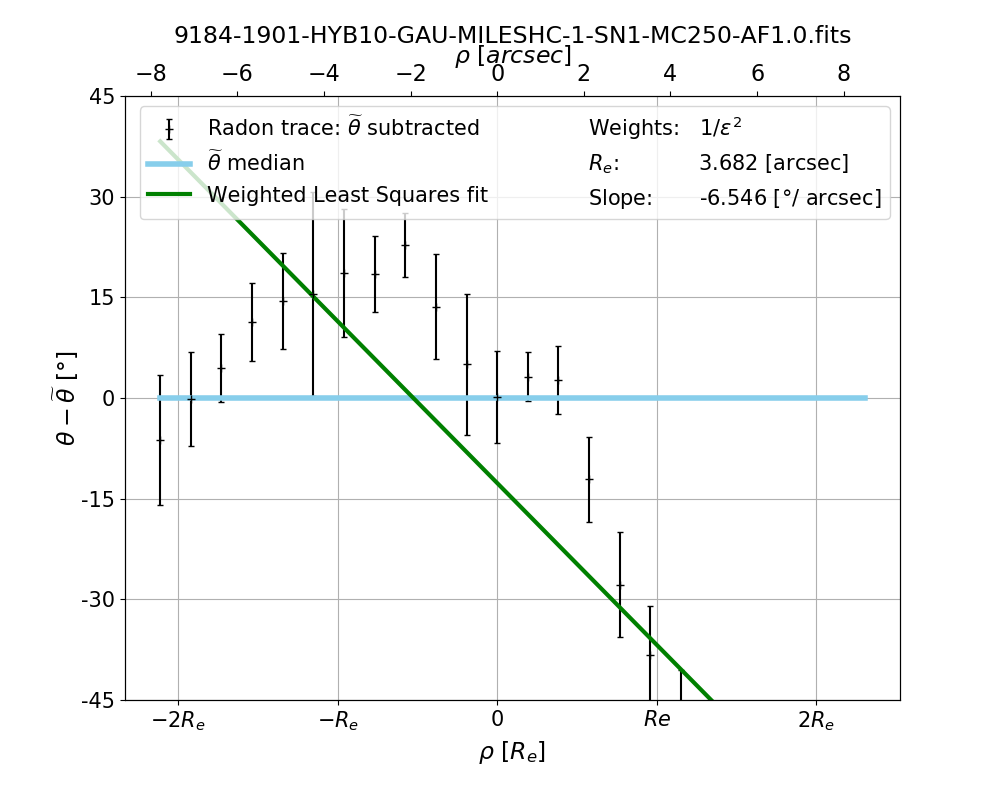 9184-1901-HYB10-GAU-MILESHC-1-SN1-MC250-AF1.0.fits
ρ [arcsec]
−8 −6 −4 −2 0 2 4 6 8
Radon trace: θ̃ subtracted
θ̃ median
Weighted Least Squares fit
Weights: 1/ε²
Rₑ: 3.682 [arcsec]
Slope: -6.546 [°/ arcsec]
45
30
15
0
-15
-30
-45
θ − θ̃ [°]
−2Rₑ −Rₑ 0 Re 2Rₑ
ρ [Rₑ]